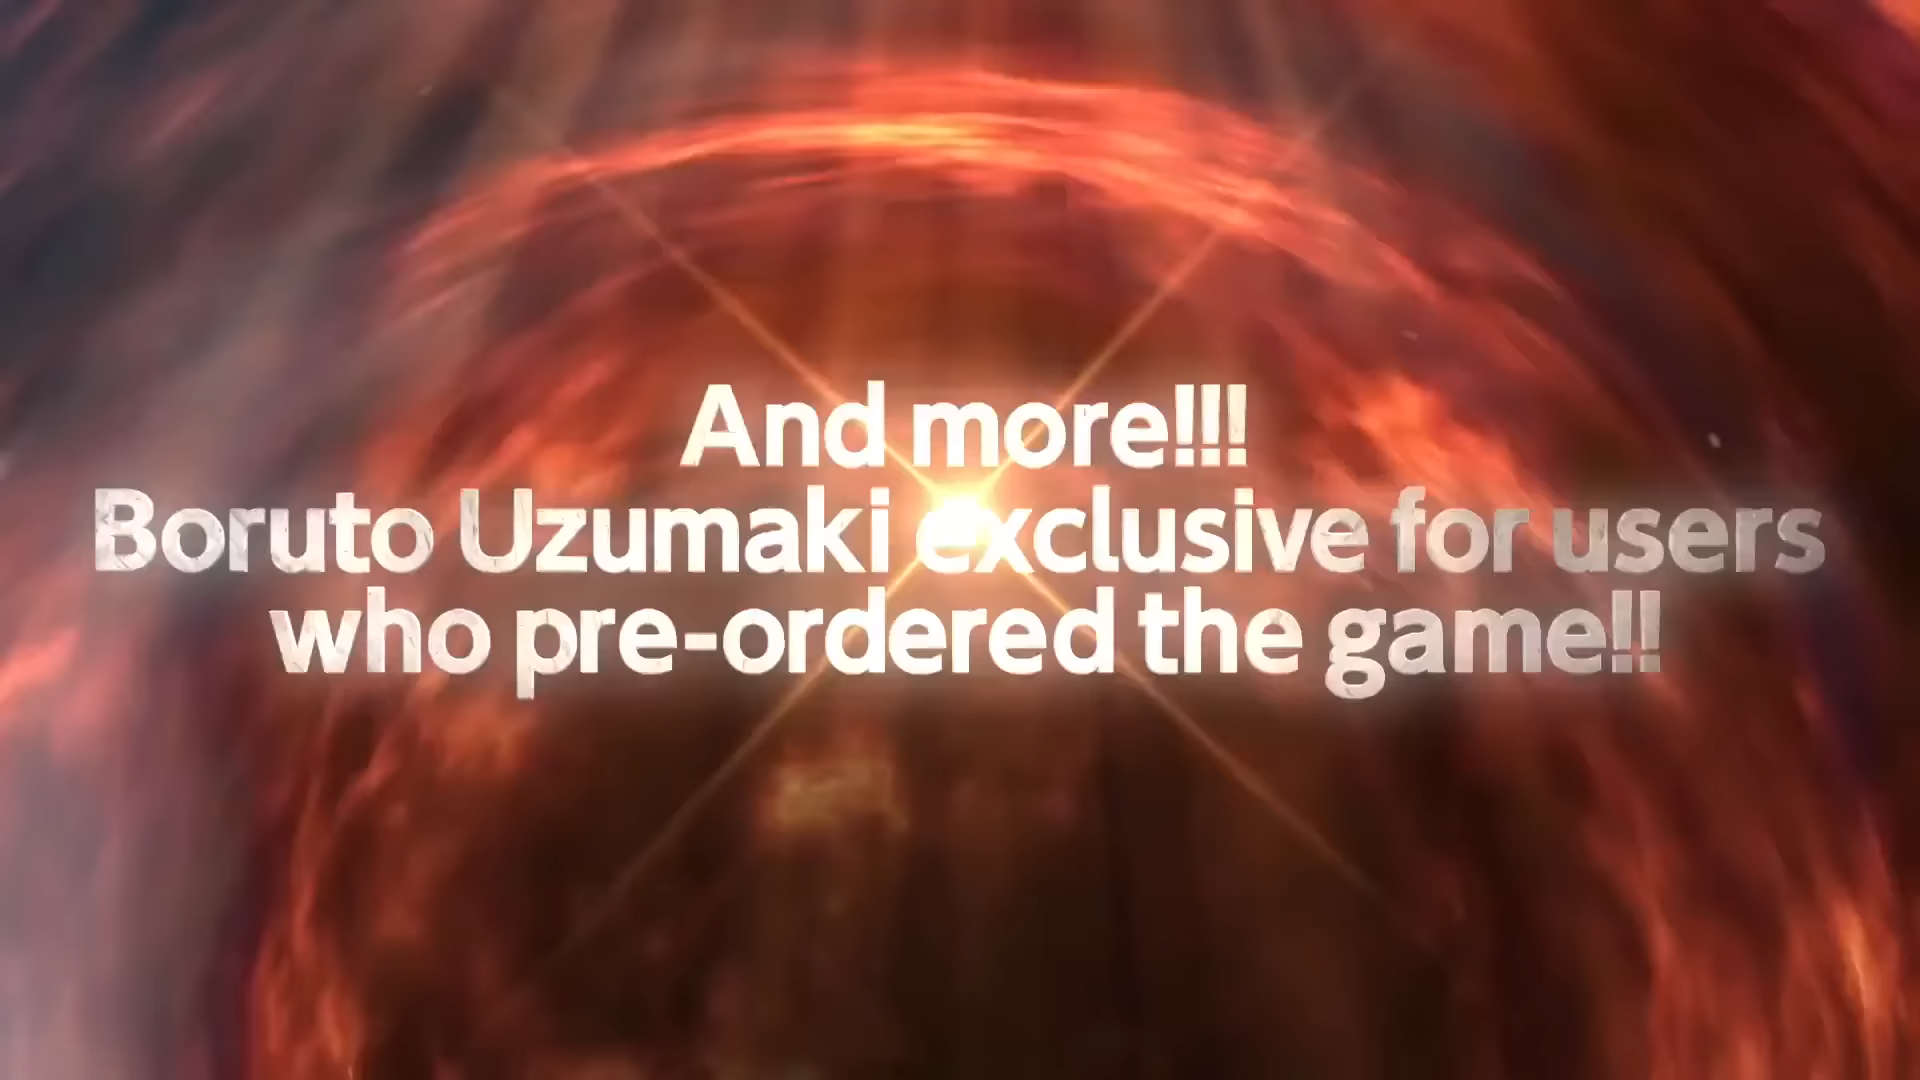 And more!!!
Boruto Uzumaki exclusive for users
who pre-ordered the game!!